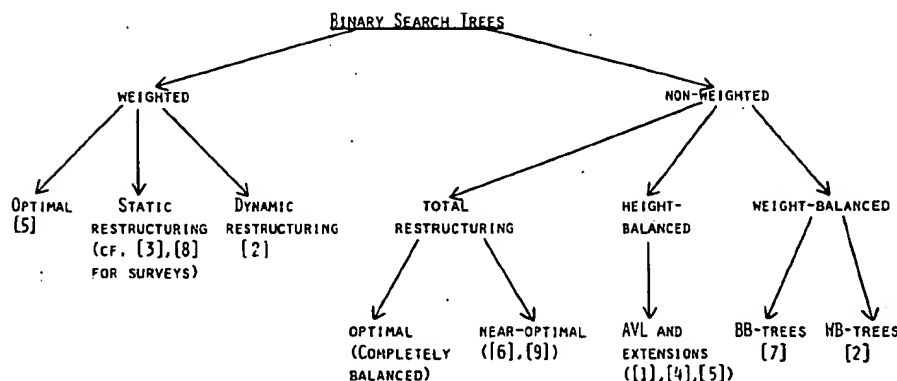 BINARY SEARCH TREES
WEIGHTED
NON-WEIGHTED
OPTIMAL
[5]
STATIC
RESTRUCTURING
(CF. [3],[8]
FOR SURVEYS)
DYNAMIC
RESTRUCTURING
[2]
TOTAL
RESTRUCTURING
HEIGHT-
BALANCED
WEIGHT-BALANCED
OPTIMAL
(COMPLETELY
BALANCED)
NEAR-OPTIMAL
([6],[9])
AVL AND
EXTENSIONS
([1],[4],[5])
BB-TREES
[7]
WB-TREES
[2]